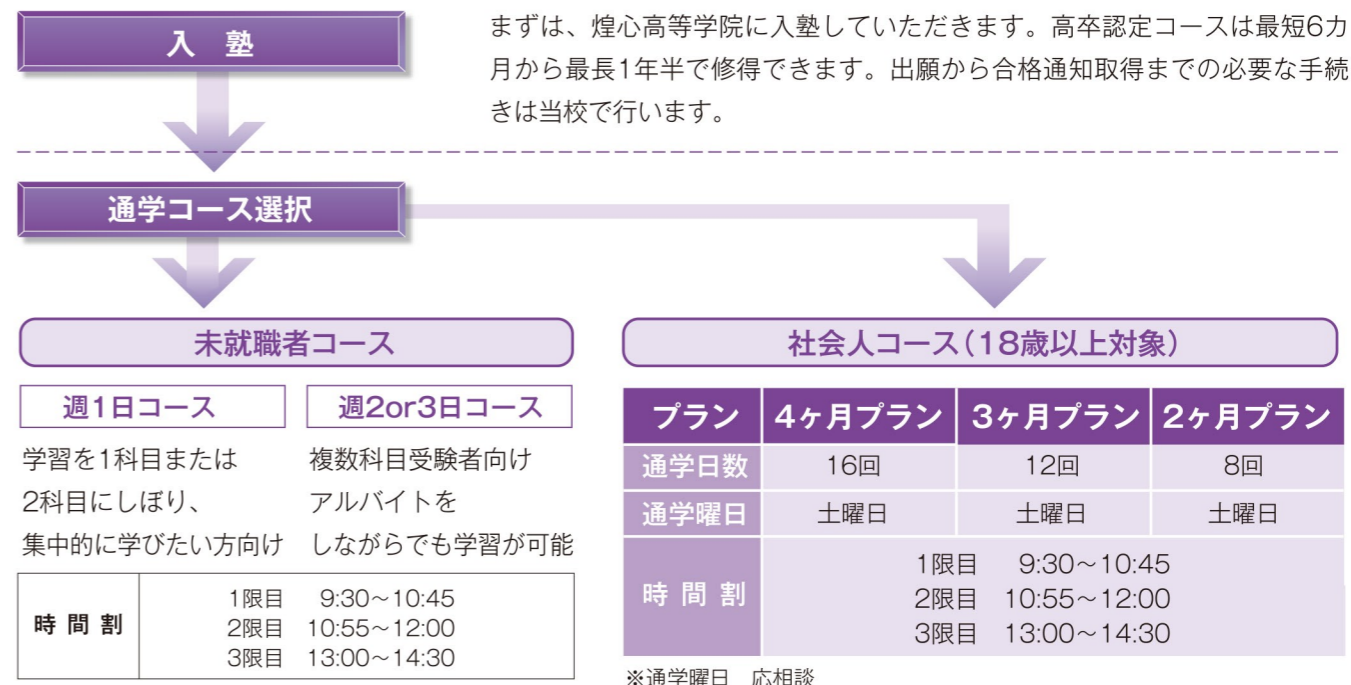 入 塾
まずは、煌心高等学院に入塾していただきます。高卒認定コースは最短6カ
月から最長1年半で修得できます。出願から合格通知取得までの必要な手続
きは当校で行います。
通学コース選択
未就職者コース
週1日コース
学習を1科目または
2科目にしぼり、
集中的に学びたい方向け
週2or3日コース
複数科目受験者向け
アルバイトを
しながらでも学習が可能
時間割
1限目 9:30〜10:45
2限目 10:55〜12:00
3限目 13:00〜14:30
社会人コース(18歳以上対象)
プラン 4ヶ月プラン 3ヶ月プラン 2ヶ月プラン
通学日数 16回 12回 8回
通学曜日 土曜日 土曜日 土曜日
時間割
1限目 9:30〜10:45
2限目 10:55〜12:00
3限目 13:00〜14:30
※通学曜日 応相談